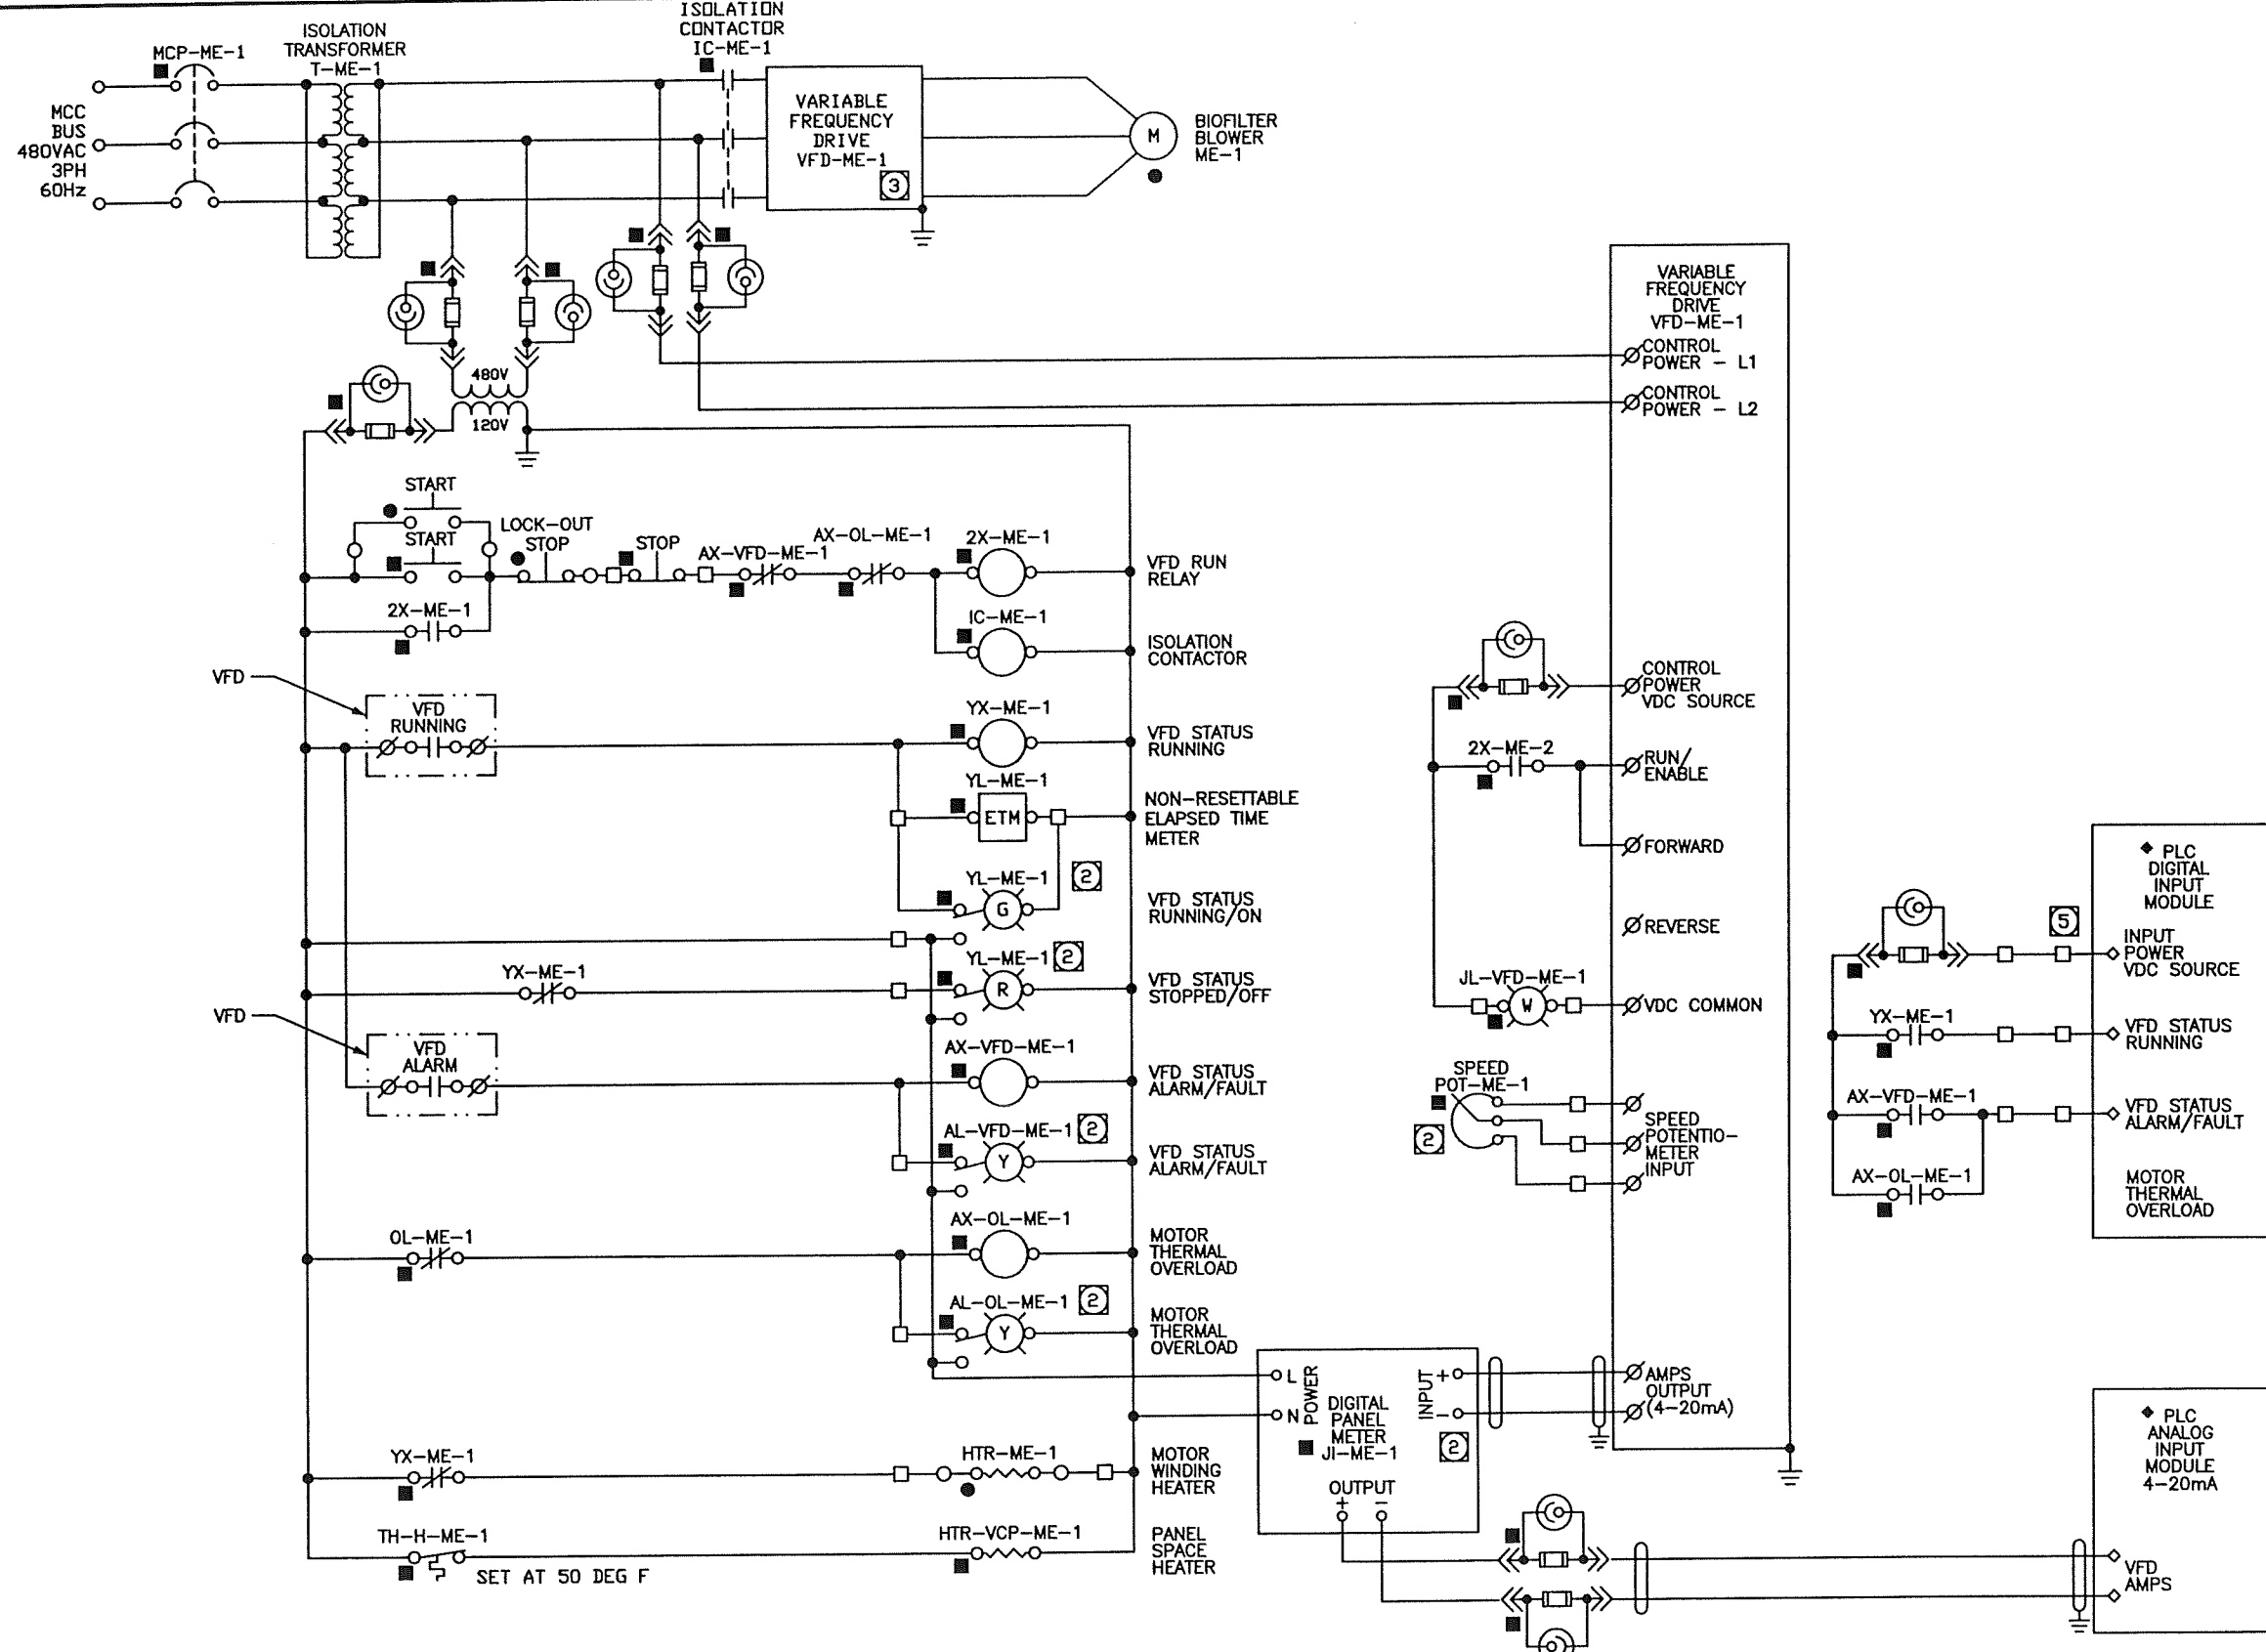 ISOLATION
CONTACTOR
IC-ME-1
ISOLATION
TRANSFORMER
T-ME-1
MCP-ME-1
MCC
BUS
480VAC
3PH
60Hz
VARIABLE
FREQUENCY
DRIVE
VFD-ME-1
3
M
BIOFILTER
BLOWER
ME-1
480V
120V
VARIABLE
FREQUENCY
DRIVE
VFD-ME-1
CONTROL
POWER - L1
CONTROL
POWER - L2
START
START
LOCK-OUT
STOP
STOP
AX-VFD-ME-1
AX-OL-ME-1
2X-ME-1
VFD RUN
RELAY
2X-ME-1
IC-ME-1
ISOLATION
CONTACTOR
VFD
VFD
RUNNING
YX-ME-1
VFD STATUS
RUNNING
YL-ME-1
ETM
NON-RESETTABLE
ELAPSED TIME
METER
YL-ME-1
2
G
VFD STATUS
RUNNING/ON
YX-ME-1
YL-ME-1
2
R
VFD STATUS
STOPPED/OFF
VFD
VFD
ALARM
AX-VFD-ME-1
VFD STATUS
ALARM/FAULT
AL-VFD-ME-1
2
Y
VFD STATUS
ALARM/FAULT
OL-ME-1
AX-OL-ME-1
MOTOR
THERMAL
OVERLOAD
AL-OL-ME-1
2
Y
MOTOR
THERMAL
OVERLOAD
YX-ME-1
HTR-ME-1
MOTOR
WINDING
HEATER
TH-H-ME-1
SET AT 50 DEG F
HTR-VCP-ME-1
PANEL
SPACE
HEATER
CONTROL
POWER
VDC SOURCE
2X-ME-2
RUN/
ENABLE
FORWARD
REVERSE
JL-VFD-ME-1
W
VDC COMMON
SPEED
POT-ME-1
2
SPEED
POTENTIO-
METER
INPUT
L
N
POWER
INPUT
+
-
DIGITAL
PANEL
METER
JI-ME-1
2
OUTPUT
+ -
AMPS
OUTPUT
(4-20mA)
PLC
DIGITAL
INPUT
MODULE
5
INPUT
POWER
VDC SOURCE
YX-ME-1
VFD STATUS
RUNNING
AX-VFD-ME-1
VFD STATUS
ALARM/FAULT
AX-OL-ME-1
MOTOR
THERMAL
OVERLOAD
PLC
ANALOG
INPUT
MODULE
4-20mA
VFD
AMPS